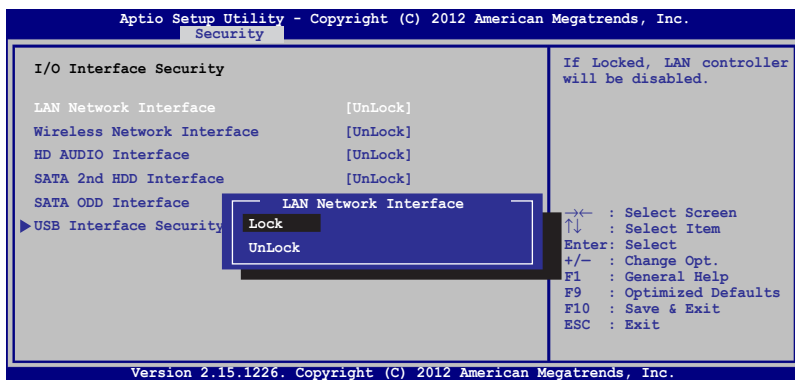 Aptio Setup Utility - Copyright (C) 2012 American Megatrends, Inc.
Security
I/O Interface Security
LAN Network Interface [UnLock]
Wireless Network Interface [UnLock]
HD AUDIO Interface [UnLock]
SATA 2nd HDD Interface [UnLock]
SATA ODD Interface
USB Interface Security
LAN Network Interface
Lock
UnLock
If Locked, LAN controller
will be disabled.
→← : Select Screen
↑↓ : Select Item
Enter: Select
+/— : Change Opt.
F1 : General Help
F9 : Optimized Defaults
F10 : Save & Exit
ESC : Exit
Version 2.15.1226. Copyright (C) 2012 American Megatrends, Inc.